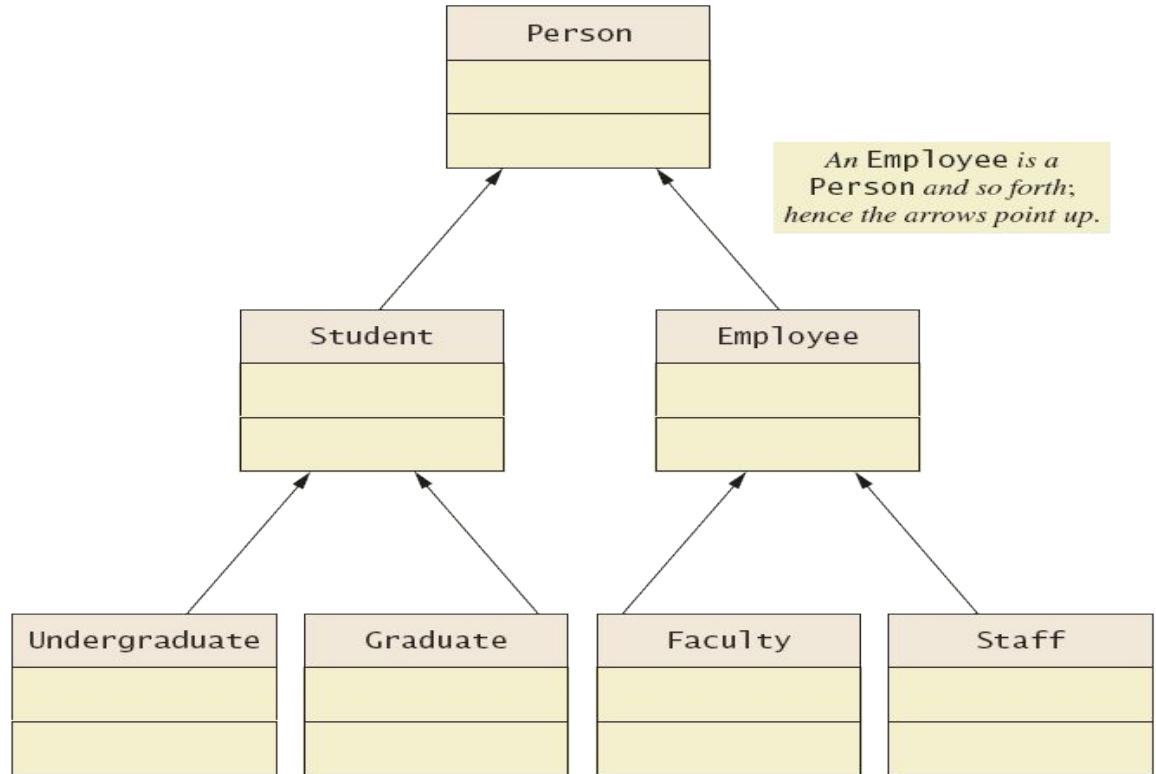 Person
An Employee is a
Person and so forth;
hence the arrows point up.
Student
Employee
Undergraduate
Graduate
Faculty
Staff